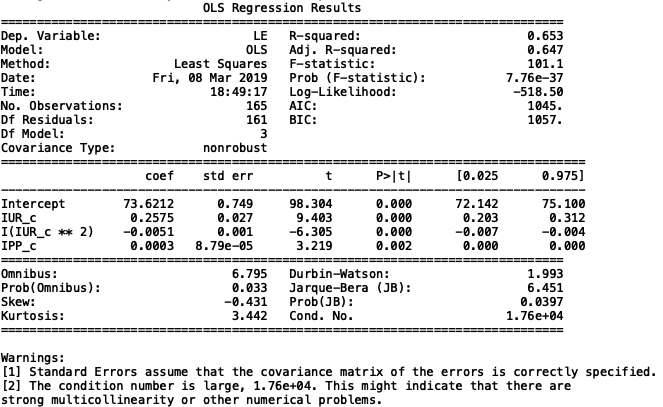 OLS Regression Results
==============================================================================
Dep. Variable: LE R-squared: 0.653
Model: OLS Adj. R-squared: 0.647
Method: Least Squares F-statistic: 101.1
Date: Fri, 08 Mar 2019 Prob (F-statistic): 7.76e-37
Time: 18:49:17 Log-Likelihood: -518.50
No. Observations: 165 AIC: 1045.
Df Residuals: 161 BIC: 1057.
Df Model: 3
Covariance Type: nonrobust
==============================================================================
coef std err t P>|t| [0.025 0.975]
------------------------------------------------------------------------------
Intercept 73.6212 0.749 98.304 0.000 72.142 75.100
IUR_c 0.2575 0.027 9.403 0.000 0.203 0.312
I(IUR_c ** 2) -0.0051 0.001 -6.305 0.000 -0.007 -0.004
IPP_c 0.0003 8.79e-05 3.219 0.002 0.000 0.000
==============================================================================
Omnibus: 6.795 Durbin-Watson: 1.993
Prob(Omnibus): 0.033 Jarque-Bera (JB): 6.451
Skew: -0.431 Prob(JB): 0.0397
Kurtosis: 3.442 Cond. No. 1.76e+04
==============================================================================
Warnings:
[1] Standard Errors assume that the covariance matrix of the errors is correctly specified.
[2] The condition number is large, 1.76e+04. This might indicate that there are
strong multicollinearity or other numerical problems.